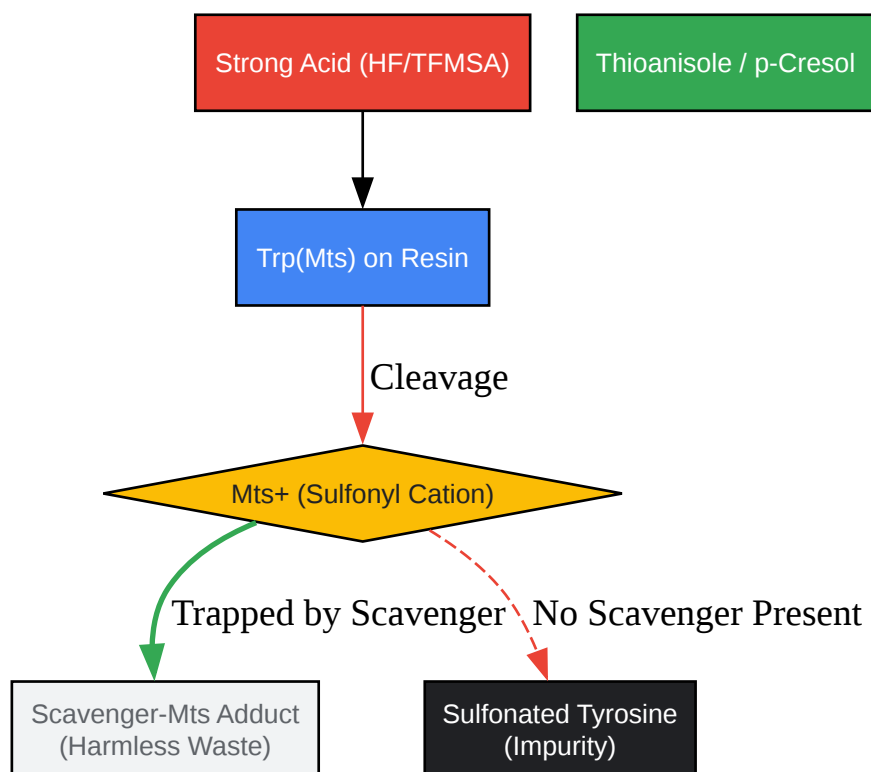 Strong Acid (HF/TFMSA)
Thioanisole / p-Cresol
Trp(Mts) on Resin
Cleavage
Mts+ (Sulfonyl Cation)
Trapped by Scavenger
No Scavenger Present
Scavenger-Mts Adduct
(Harmless Waste)
Sulfonated Tyrosine
(Impurity)